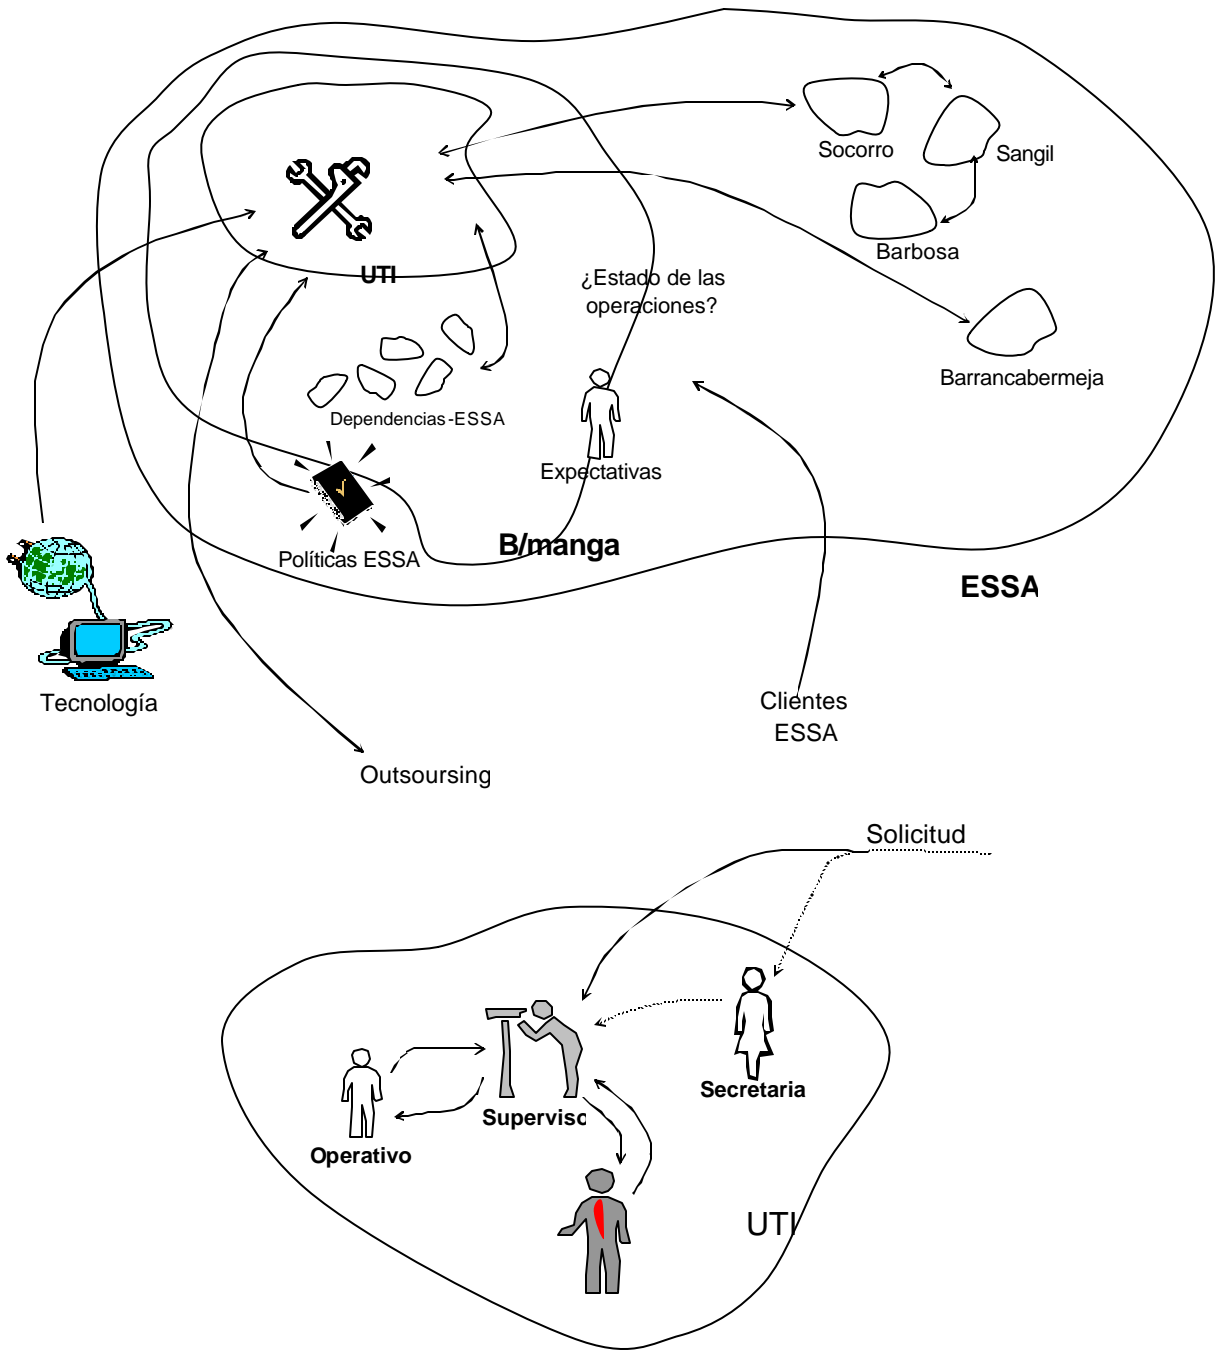 Socorro
Sangil
Barbosa
UTI
¿Estado de las
operaciones?
Barrancabermeja
Dependencias-ESSA
Expectativas
B/manga
Políticas ESSA
ESSA
Tecnología
Clientes
ESSA
Outsoursing
Solicitud
Secretaria
Superviso
Operativo
UTI